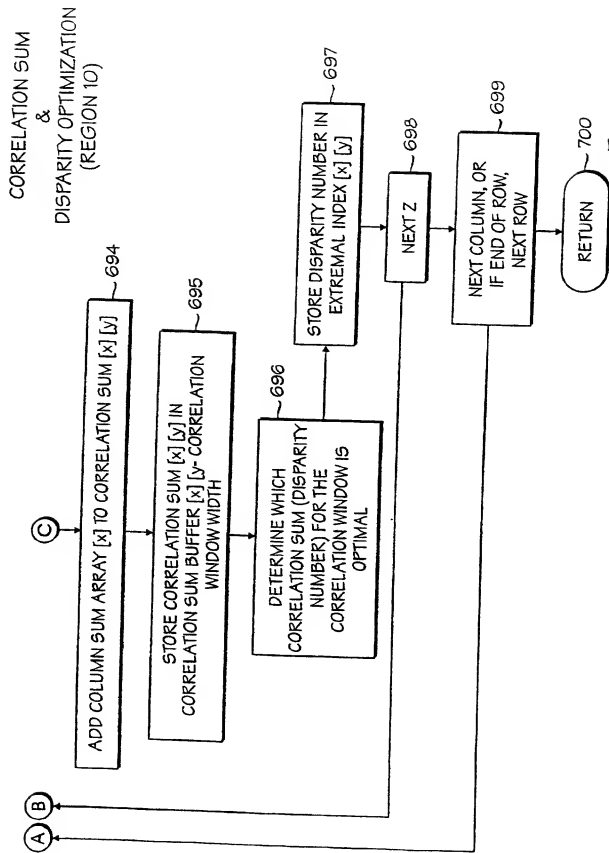 CORRELATION SUM
&
DISPARITY OPTIMIZATION
(REGION 10)
A
B
C
ADD COLUMN SUM ARRAY [x] TO CORRELATION SUM [x] [y]
694
STORE CORRELATION SUM [x] [y] IN
CORRELATION SUM BUFFER [x] [y- CORRELATION
WINDOW WIDTH
695
DETERMINE WHICH
CORRELATION SUM (DISPARITY
NUMBER) FOR THE
CORRELATION WINDOW IS
OPTIMAL
696
STORE DISPARITY NUMBER IN
EXTREMAL INDEX [x] [y]
697
NEXT Z
698
NEXT COLUMN, OR
IF END OF ROW,
NEXT ROW
699
RETURN
700